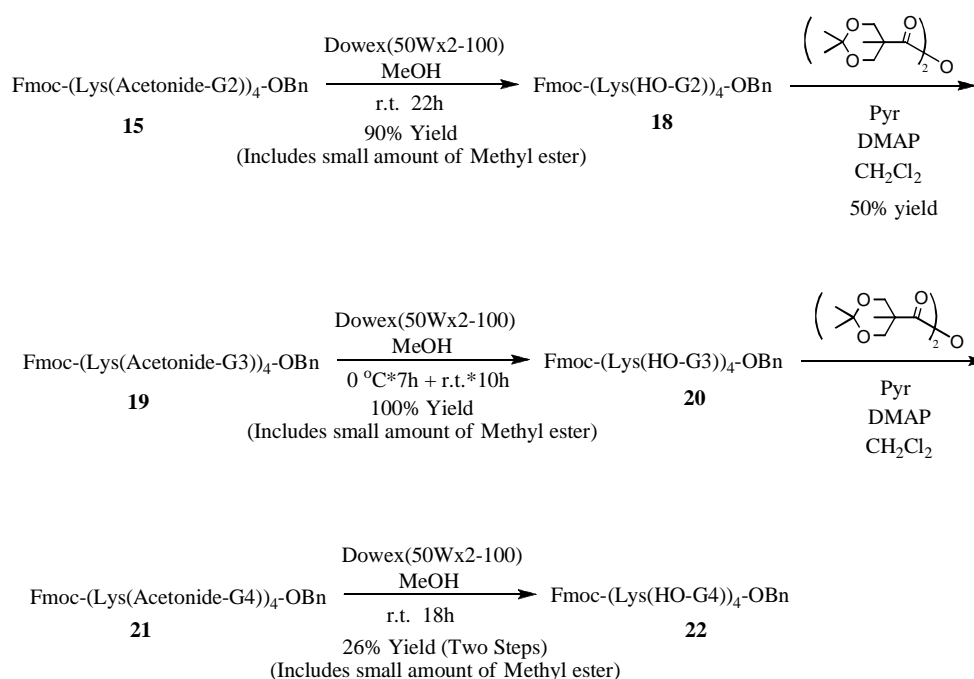 Dowex(50Wx2-100)
MeOH
Fmoc-(Lys(Acetonide-G2))4-OBn
r.t. 22h
90% Yield
(Includes small amount of Methyl ester)
15
Fmoc-(Lys(HO-G2))4-OBn
18
( O O O )2 O
Pyr
DMAP
CH2Cl2
50% yield
Dowex(50Wx2-100)
MeOH
Fmoc-(Lys(Acetonide-G3))4-OBn
0 °C*7h + r.t.*10h
100% Yield
(Includes small amount of Methyl ester)
19
Fmoc-(Lys(HO-G3))4-OBn
20
( O O O )2 O
Pyr
DMAP
CH2Cl2
Dowex(50Wx2-100)
MeOH
Fmoc-(Lys(Acetonide-G4))4-OBn
r.t. 18h
26% Yield (Two Steps)
(Includes small amount of Methyl ester)
21
Fmoc-(Lys(HO-G4))4-OBn
22